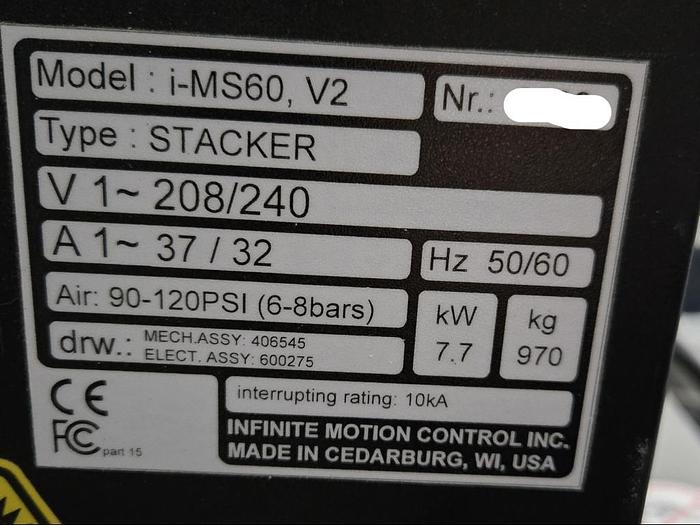 Model : i-MS60, V2
Nr.:
Type : STACKER
V 1~ 208/240
A 1~ 37 / 32
Hz 50/60
Air: 90-120PSI (6-8bars)
kW
7.7
kg
970
drw.: MECH.ASSY: 406545
ELECT. ASSY: 600275
CE
FC part 15
interrupting rating: 10kA
INFINITE MOTION CONTROL INC.
MADE IN CEDARBURG, WI, USA